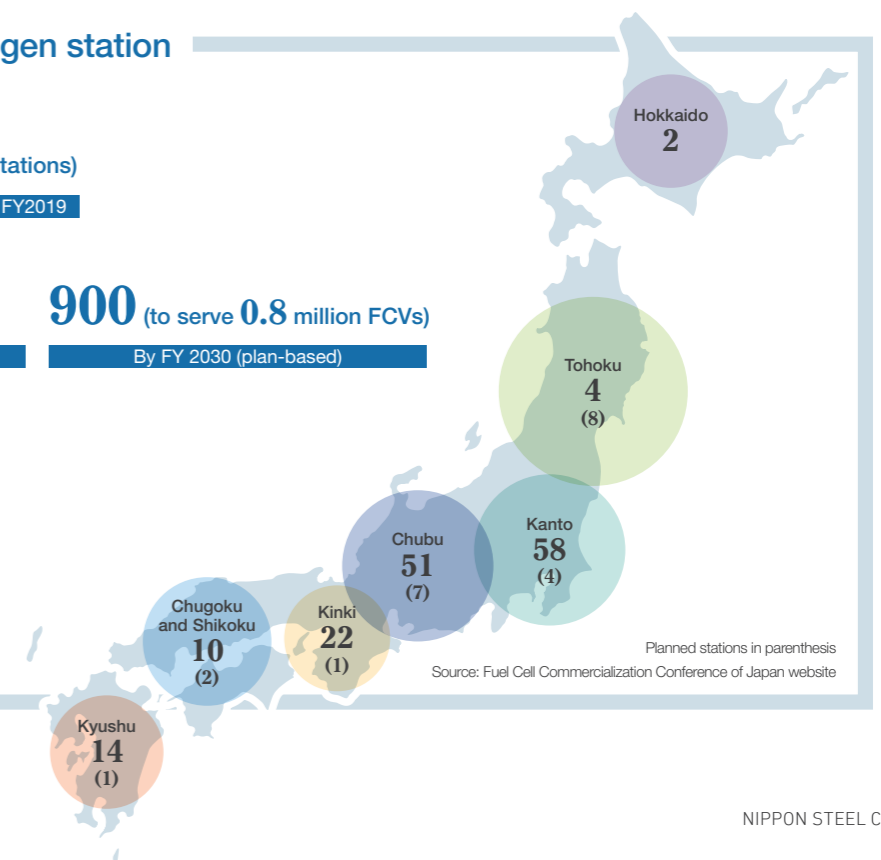 gen station
tations)
FY2019
900 (to serve 0.8 million FCVs)
By FY 2030 (plan-based)
Hokkaido
2
Tohoku
4
(8)
Kanto
58
(4)
Chubu
51
(7)
Kinki
22
(1)
Chugoku
and Shikoku
10
(2)
Kyushu
14
(1)
Planned stations in parenthesis
Source: Fuel Cell Commercialization Conference of Japan website
NIPPON STEEL C